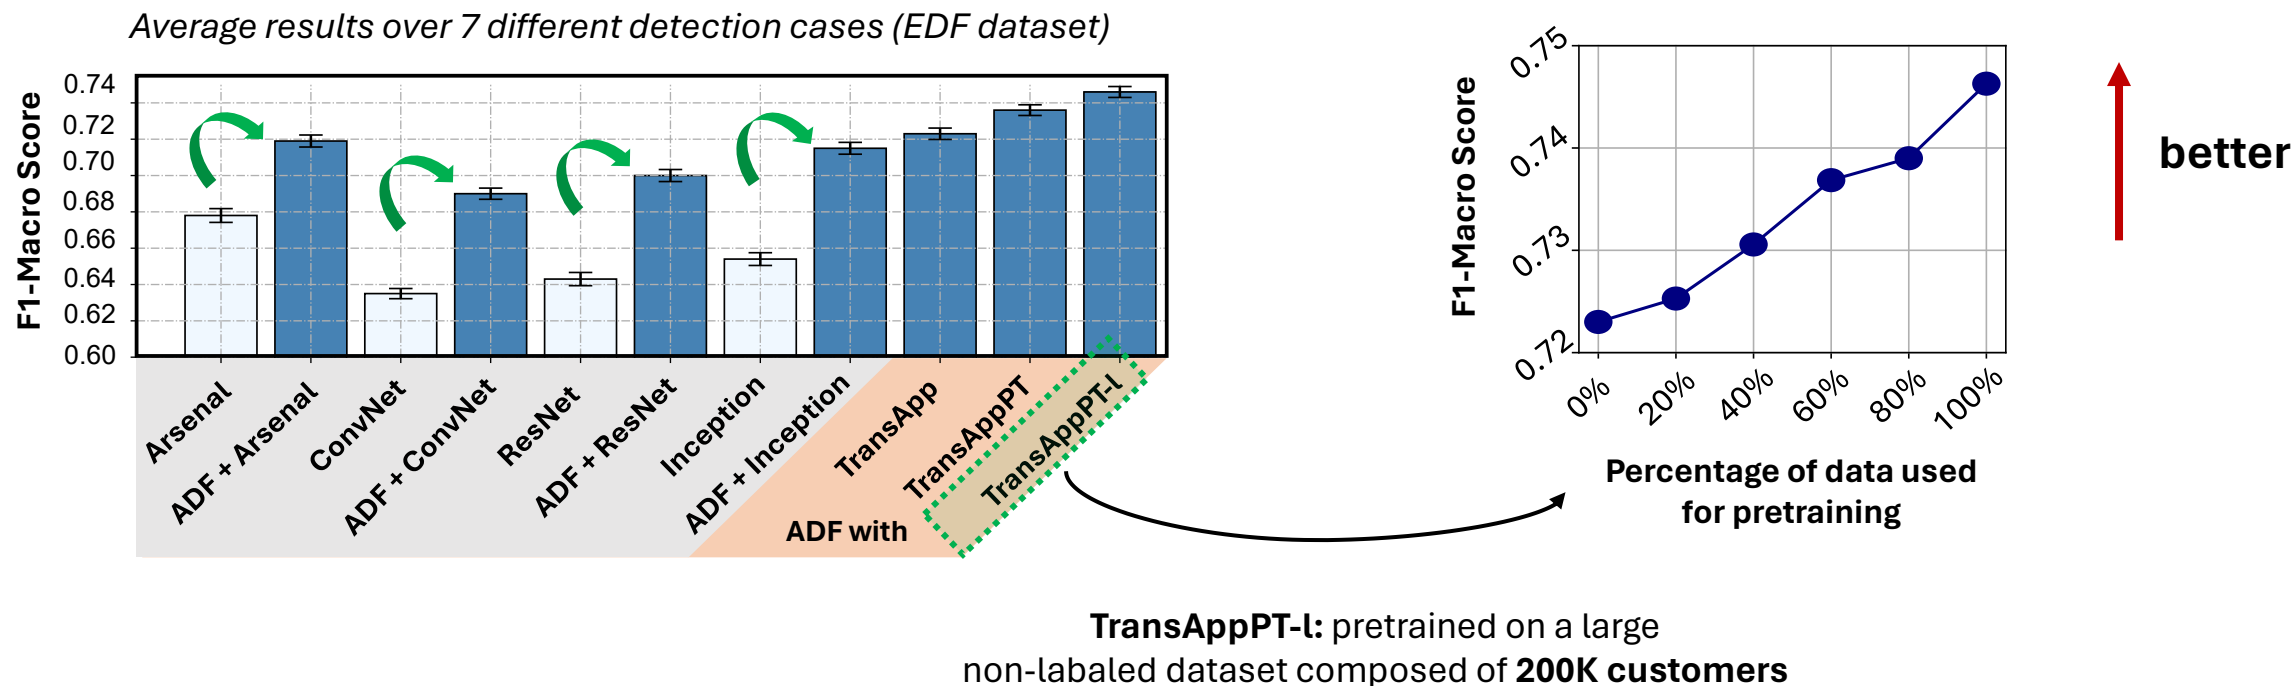 Average results over 7 different detection cases (EDF dataset)
F1-Macro Score
0.74
0.72
0.70
0.68
0.66
0.64
0.62
0.60
Arsenal
ADF + Arsenal
ConvNet
ADF + ConvNet
ResNet
ADF + ResNet
Inception
ADF + Inception
TransApp
TransAppPT
TransAppPT-l
ADF with
F1-Macro Score
0.75
0.74
0.73
0.72
0%
20%
40%
60%
80%
100%
Percentage of data used
for pretraining
better
TransAppPT-l: pretrained on a large
non-labaled dataset composed of 200K customers